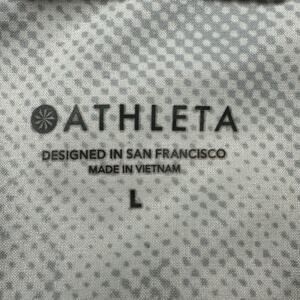 ATHLETA
DESIGNED IN SAN FRANCISCO
MADE IN VIETNAM
L